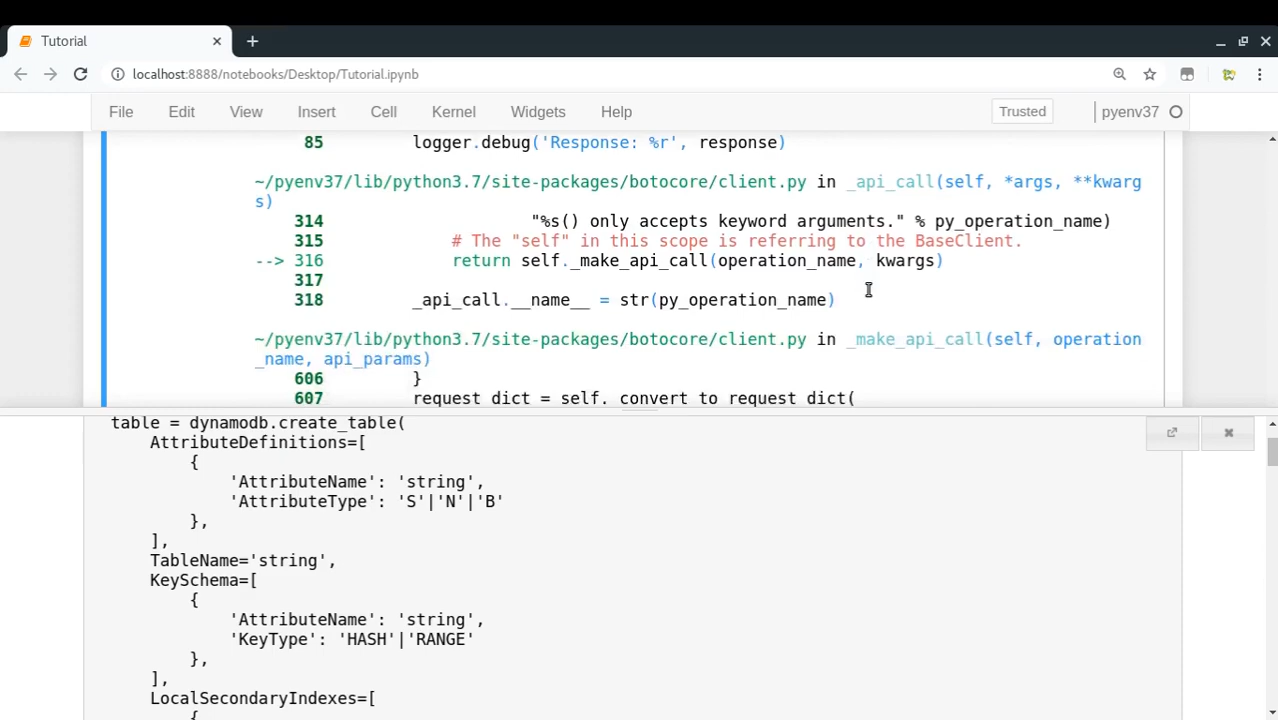 Tutorial
localhost:8888/notebooks/Desktop/Tutorial.ipynb
File Edit View Insert Cell Kernel Widgets Help Trusted pyenv37
85 logger.debug('Response: %r', response)
~/pyenv37/lib/python3.7/site-packages/botocore/client.py in _api_call(self, *args, **kwarg
s)
314 "%s() only accepts keyword arguments." % py_operation_name)
315 # The "self" in this scope is referring to the BaseClient.
--> 316 return self._make_api_call(operation_name, kwargs)
317
318 _api_call.__name__ = str(py_operation_name)
~/pyenv37/lib/python3.7/site-packages/botocore/client.py in _make_api_call(self, operation
_name, api_params)
606 }
607 request_dict = self._convert_to_request_dict(
table = dynamodb.create_table(
AttributeDefinitions=[
{
'AttributeName': 'string',
'AttributeType': 'S'|'N'|'B'
},
],
TableName='string',
KeySchema=[
{
'AttributeName': 'string',
'KeyType': 'HASH'|'RANGE'
},
],
LocalSecondaryIndexes=[
{